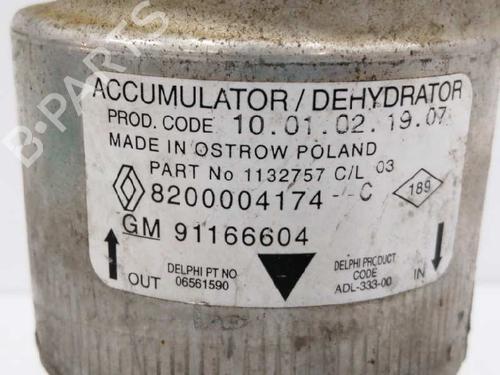 ACCUMULATOR / DEHYDRATOR
PROD. CODE 10.01.02.19.07
MADE IN OSTROW POLAND
PART No 1132757 C/L 03
8200004174--C 189
GM 91166604
OUT DELPHI PT NO 06561590 DELPHI PRODUCT CODE ADL-333-00 IN
B-PARTS